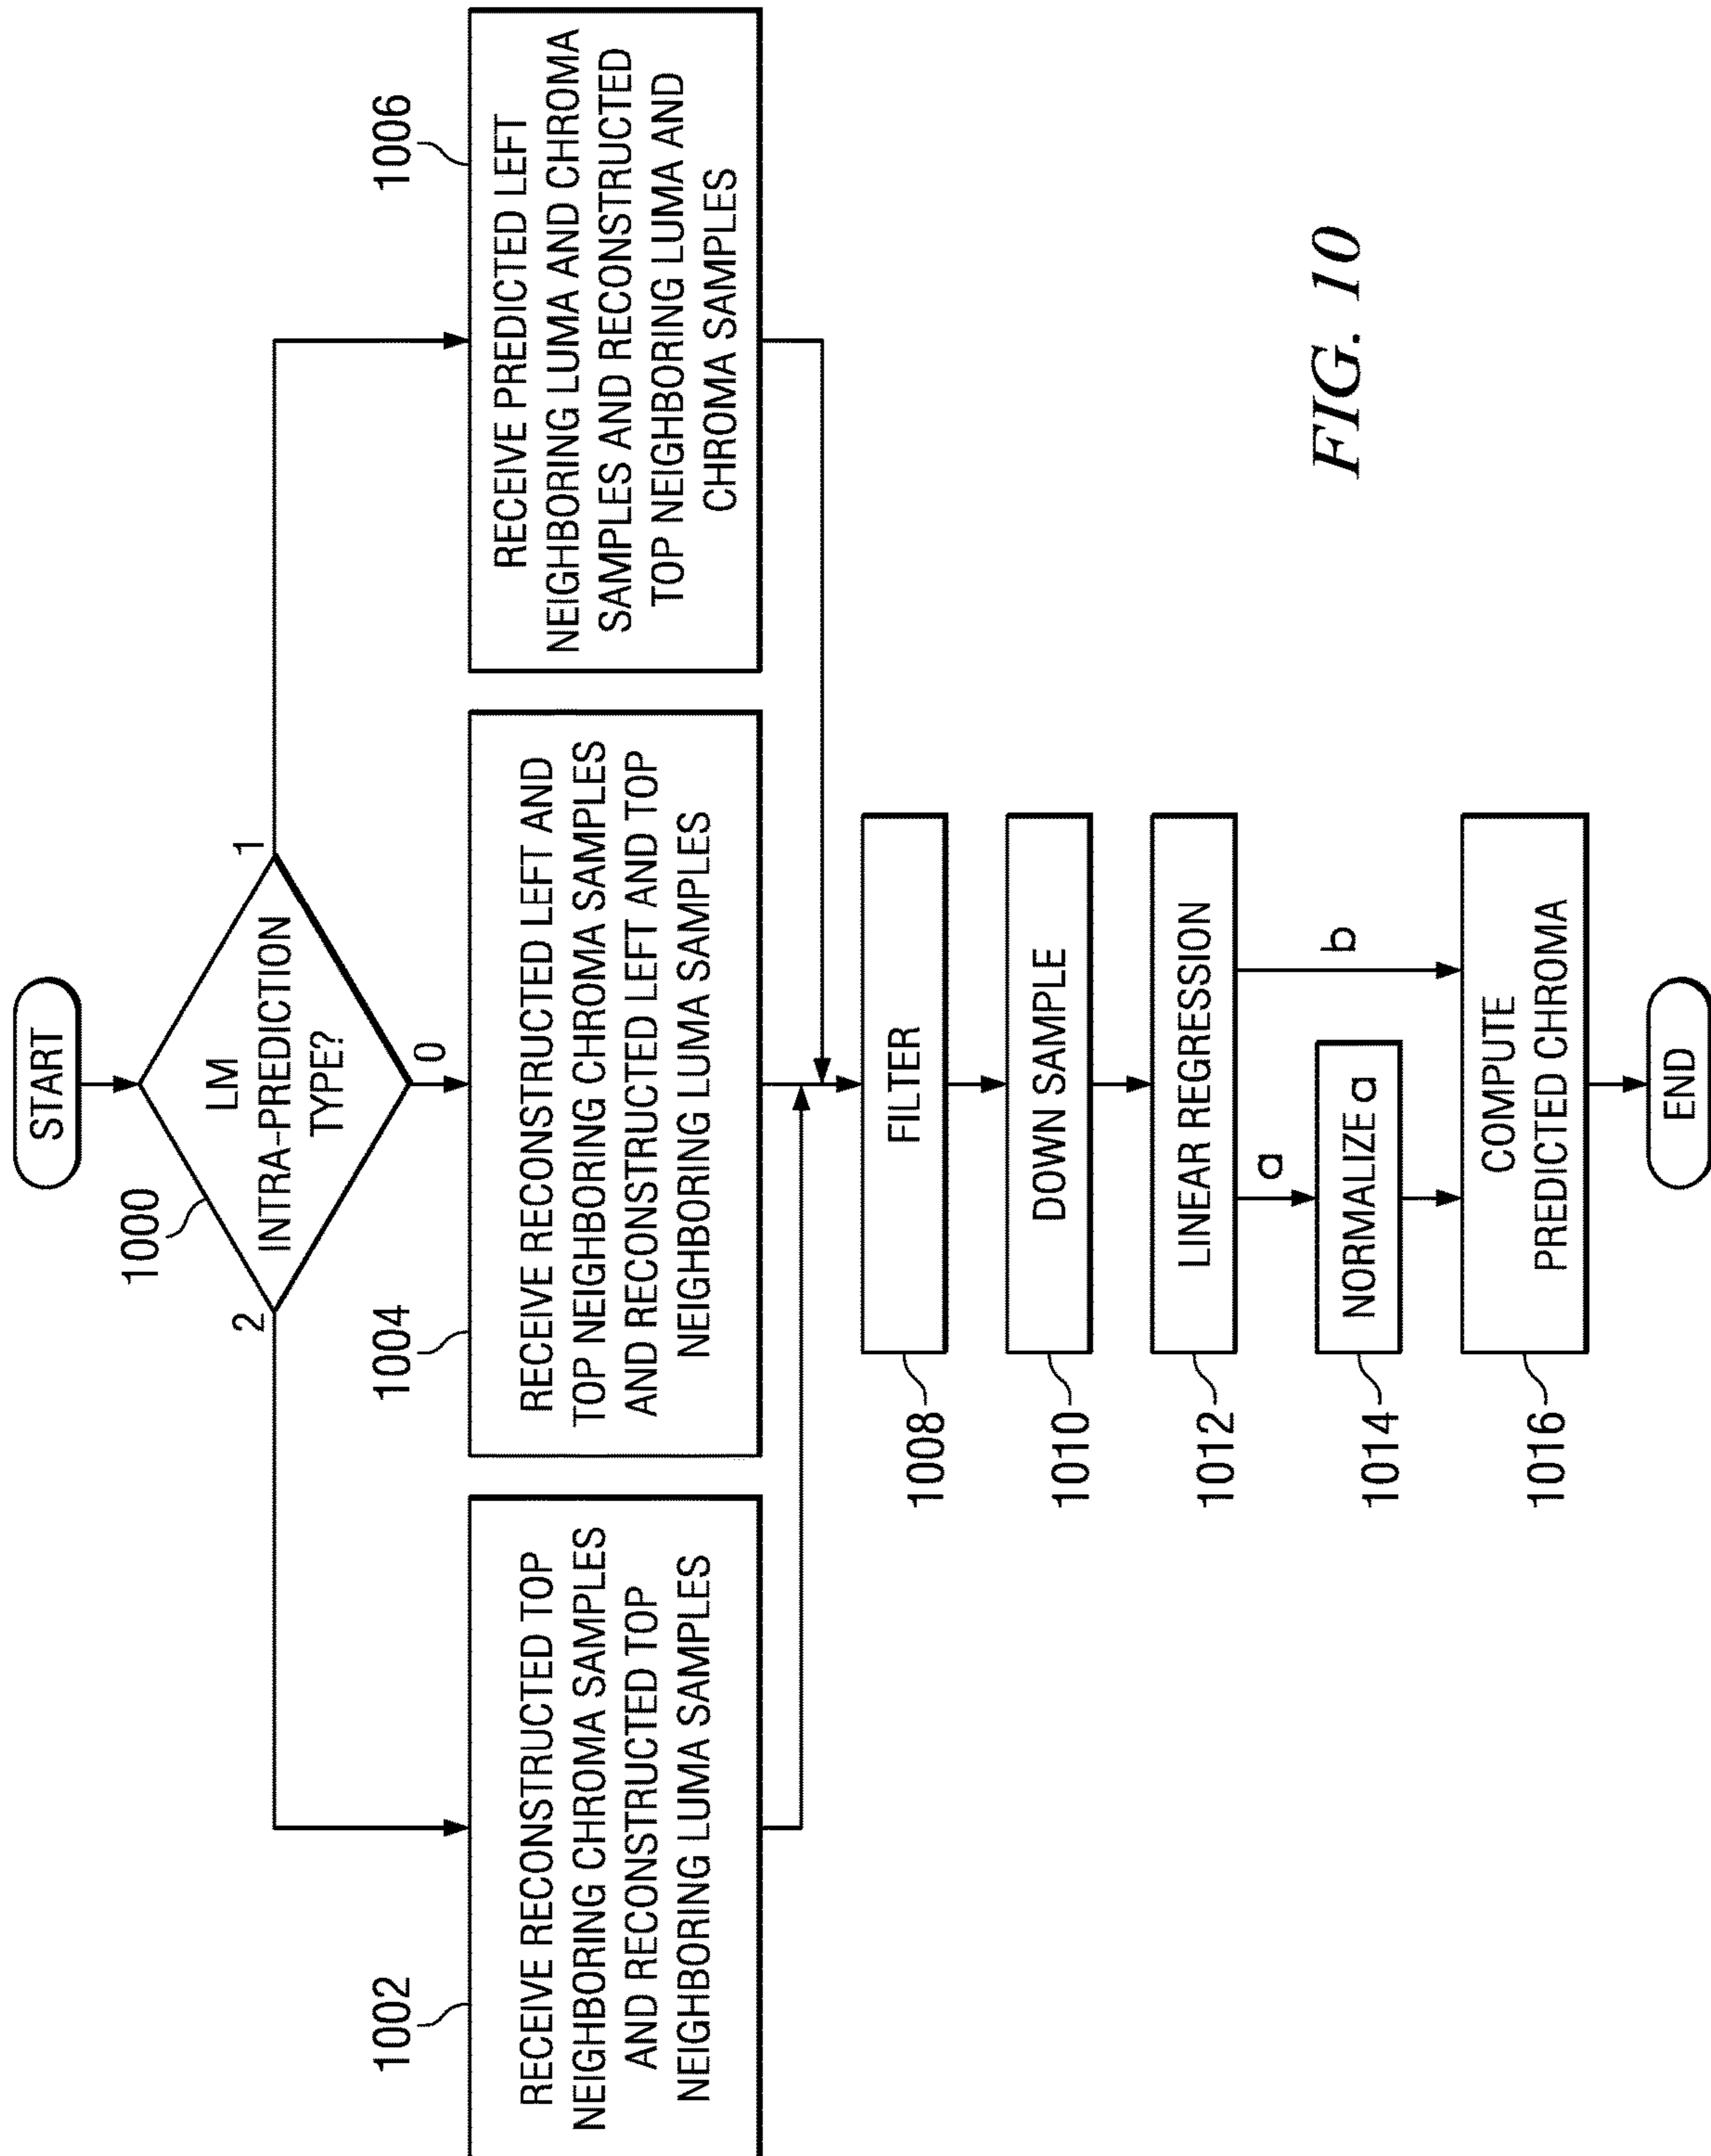 START
1000
LM
INTRA-PREDICTION
TYPE?
2
0
1
1002
RECEIVE RECONSTRUCTED TOP
NEIGHBORING CHROMA SAMPLES
AND RECONSTRUCTED TOP
NEIGHBORING LUMA SAMPLES
1004
RECEIVE RECONSTRUCTED LEFT AND
TOP NEIGHBORING CHROMA SAMPLES
AND RECONSTRUCTED LEFT AND TOP
NEIGHBORING LUMA SAMPLES
1006
RECEIVE PREDICTED LEFT
NEIGHBORING LUMA AND CHROMA
SAMPLES AND RECONSTRUCTED
TOP NEIGHBORING LUMA AND
CHROMA SAMPLES
1008
FILTER
1010
DOWN SAMPLE
1012
LINEAR REGRESSION
a
b
1014
NORMALIZE a
1016
COMPUTE
PREDICTED CHROMA
END
FIG. 10